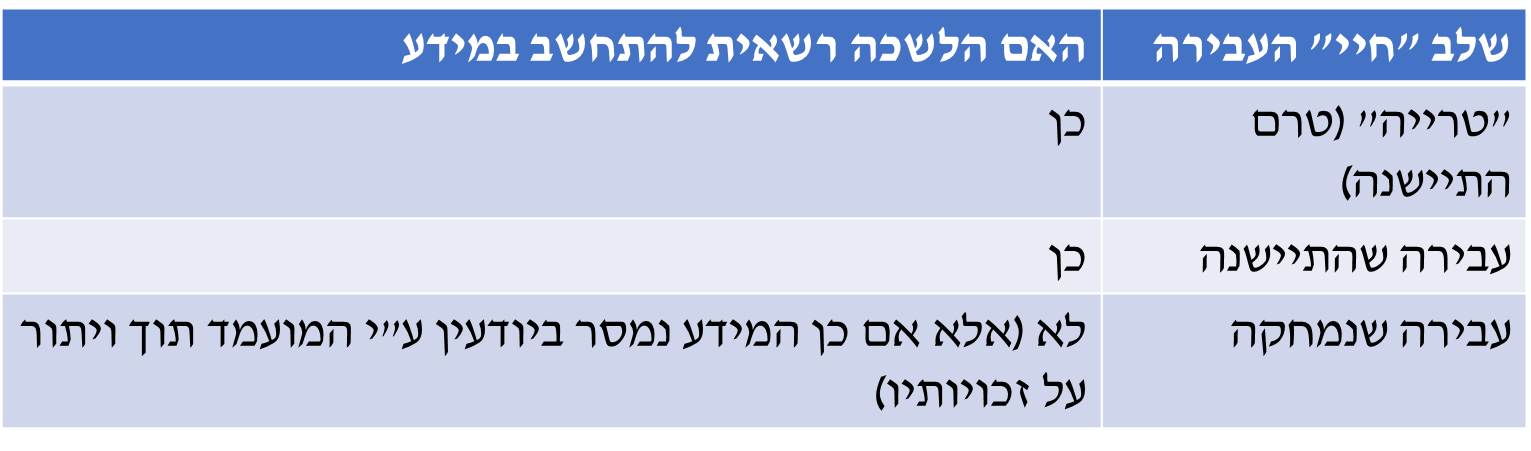 שלב ״חיי״ העבירה
האם הלשכה רשאית להתחשב במידע
״טרייה״ (טרם
התיישנה)
כן
עבירה שהתיישנה
כן
עבירה שנמחקה
לא (אלא אם כן המידע נמסר ביודעין ע״י המועמד תוך ויתור
על זכויותיו)